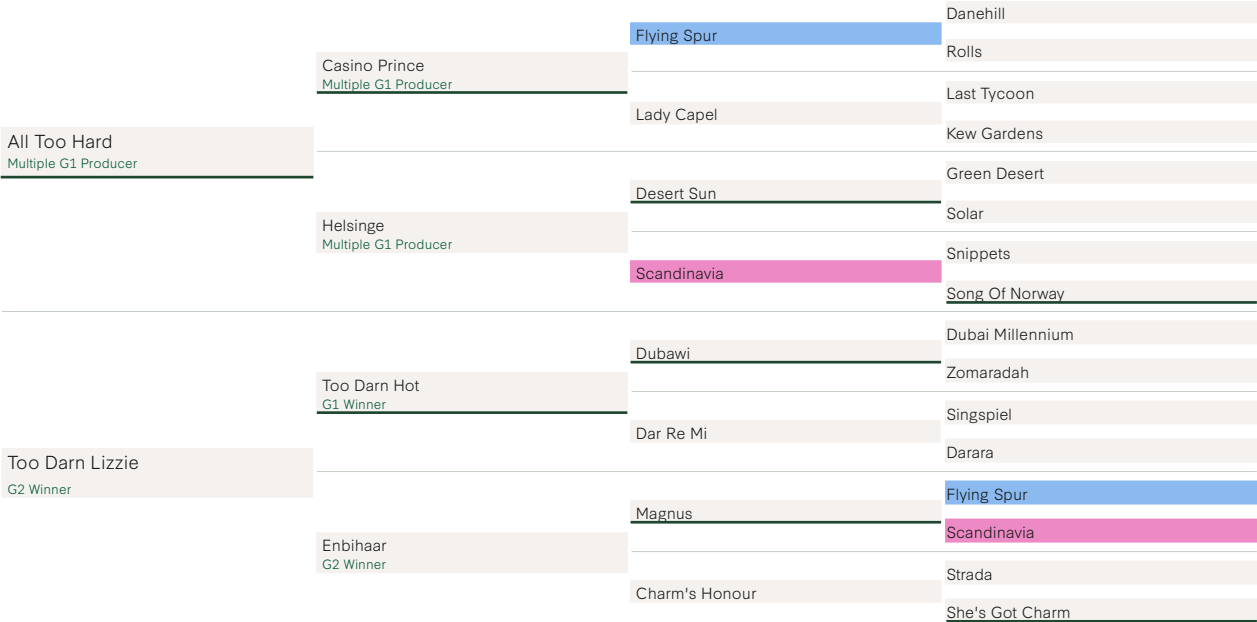 All Too Hard
Multiple G1 Producer
Too Darn Lizzie
G2 Winner
Casino Prince
Multiple G1 Producer
Helsinge
Multiple G1 Producer
Too Darn Hot
G1 Winner
Enbihaar
G2 Winner
Flying Spur
Lady Capel
Desert Sun
Scandinavia
Dubawi
Dar Re Mi
Magnus
Charm's Honour
Danehill
Rolls
Last Tycoon
Kew Gardens
Green Desert
Solar
Snippets
Song Of Norway
Dubai Millennium
Zomaradah
Singspiel
Darara
Flying Spur
Scandinavia
Strada
She's Got Charm